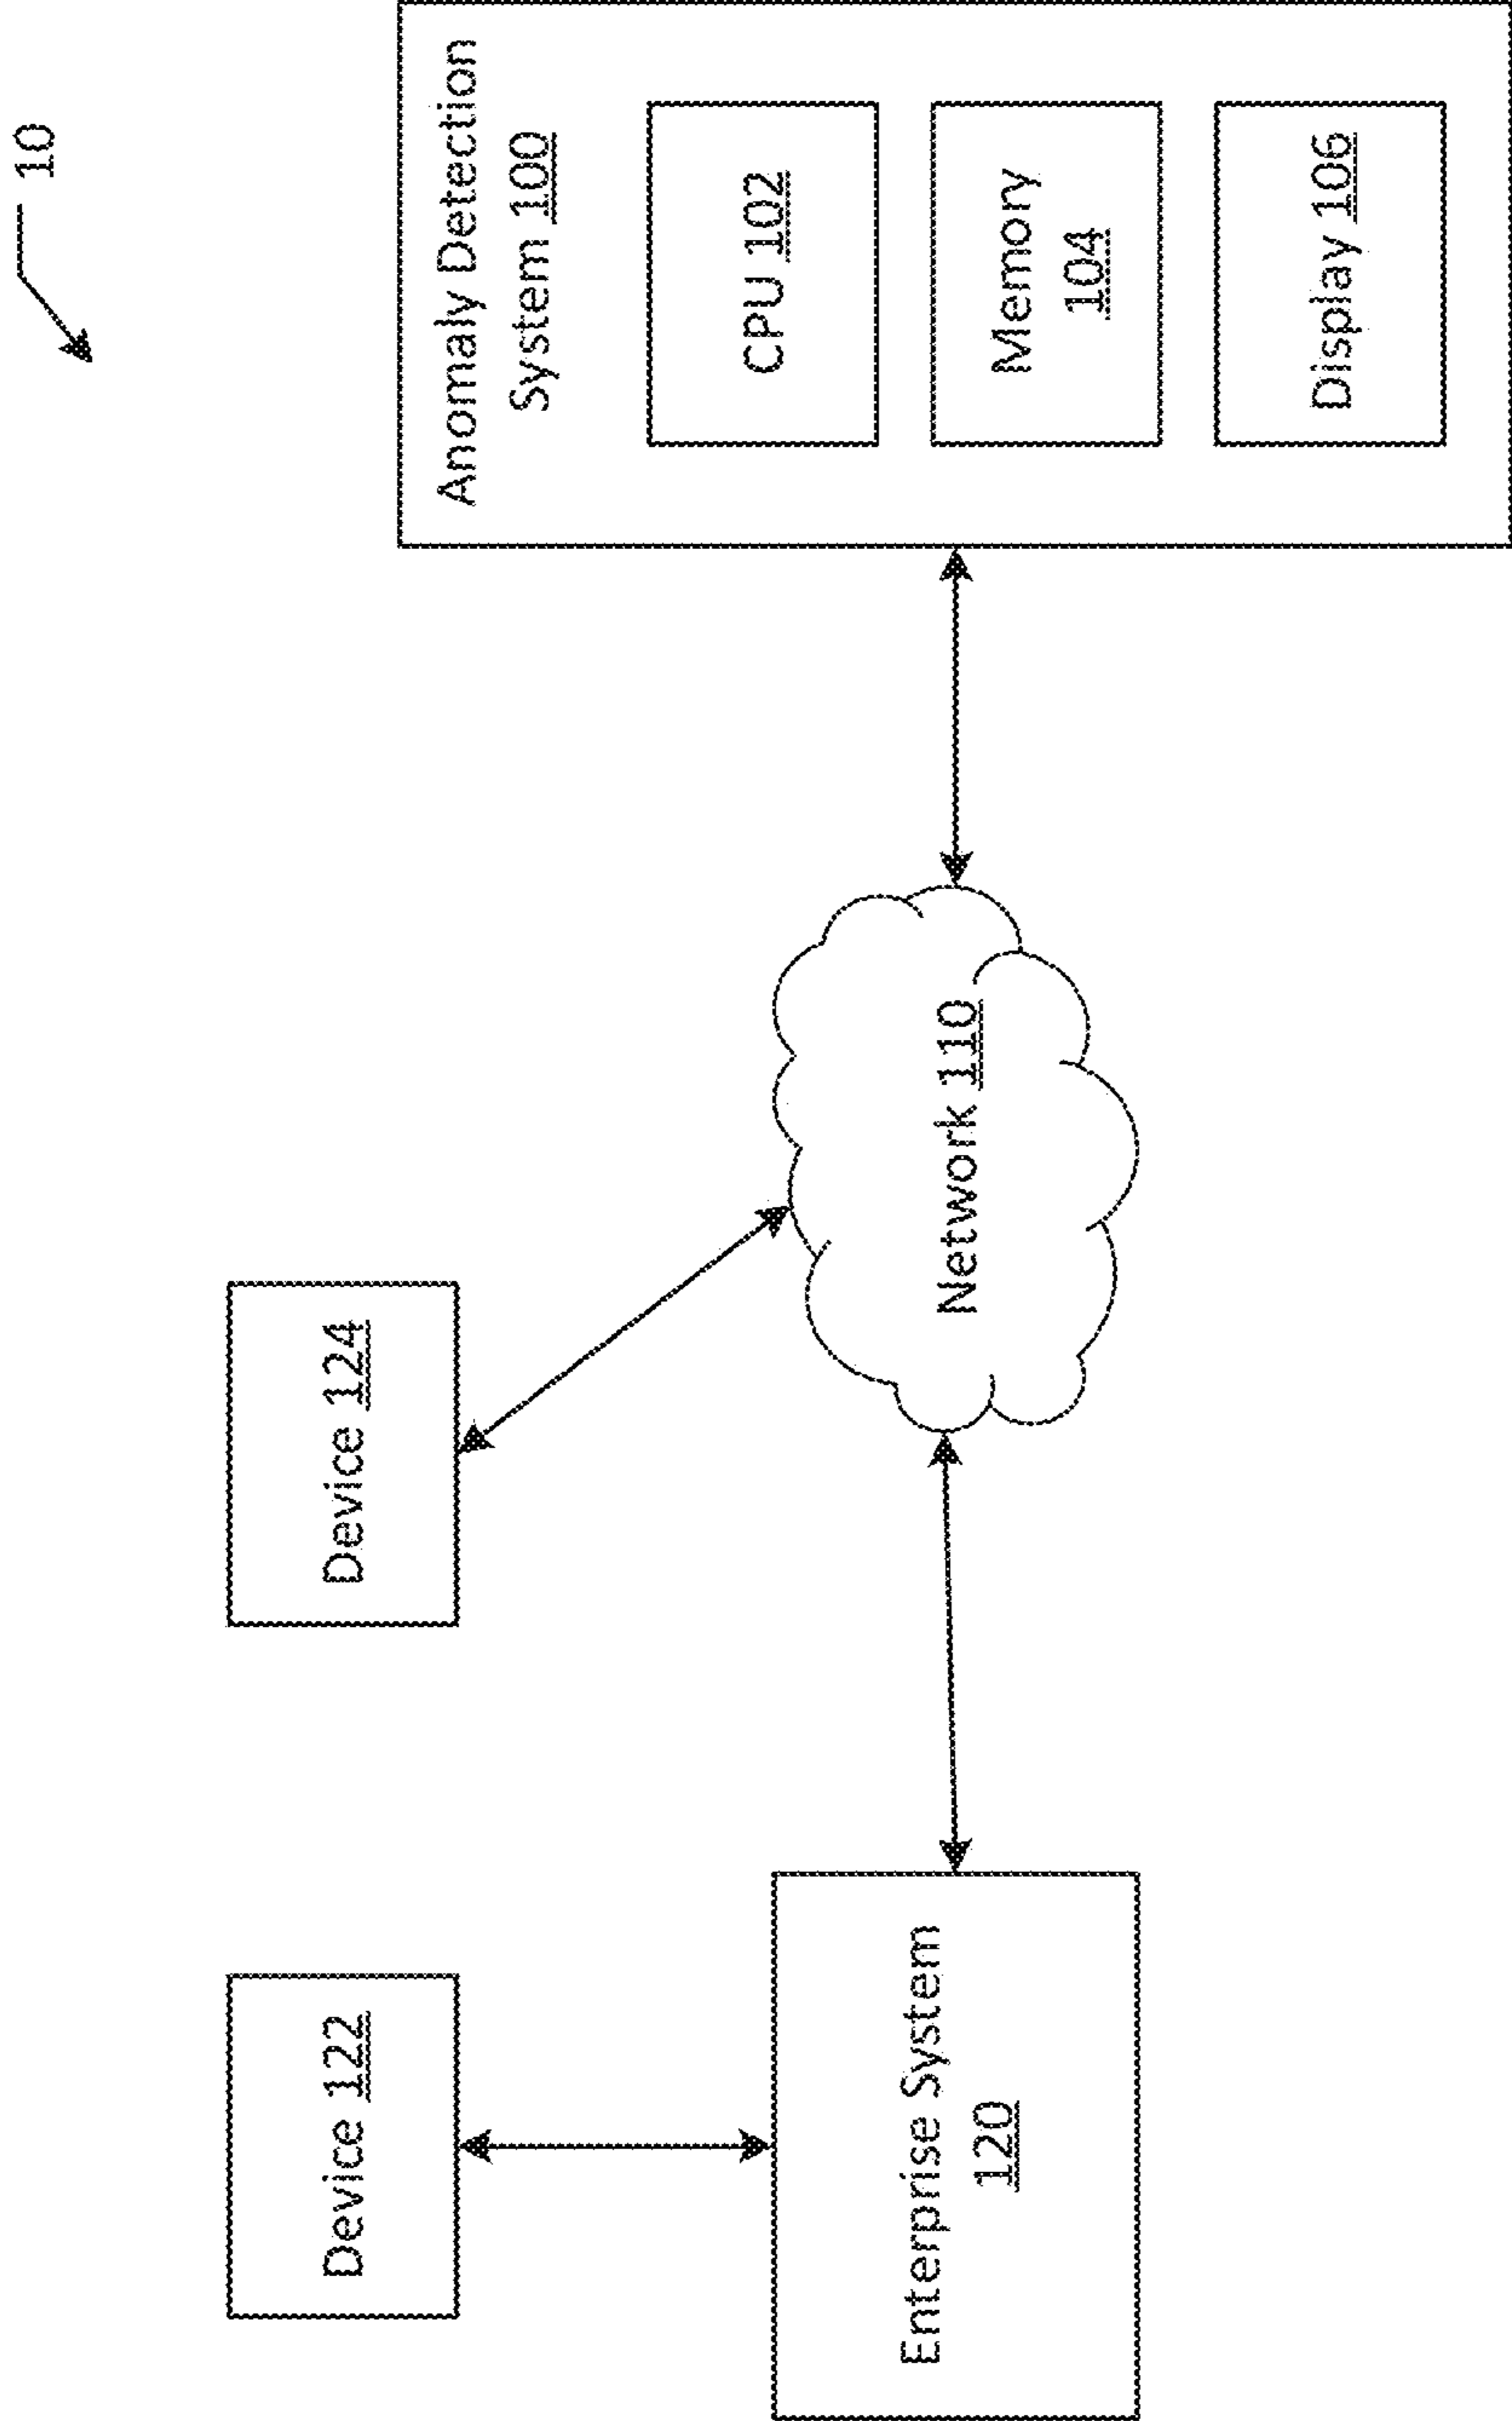 10
Device 122
Device 124
Anomaly Detection
System 100
CPU 102
Memory
104
Display 106
Network 110
Enterprise System
120